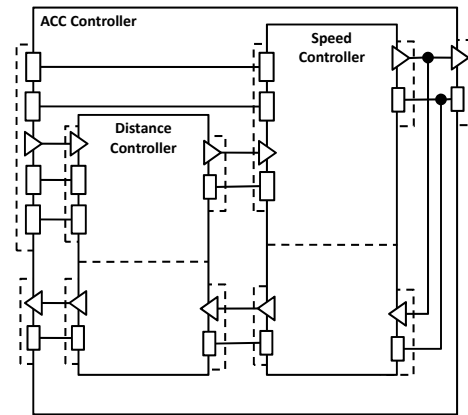 ACC Controller
Speed
Controller
Distance
Controller